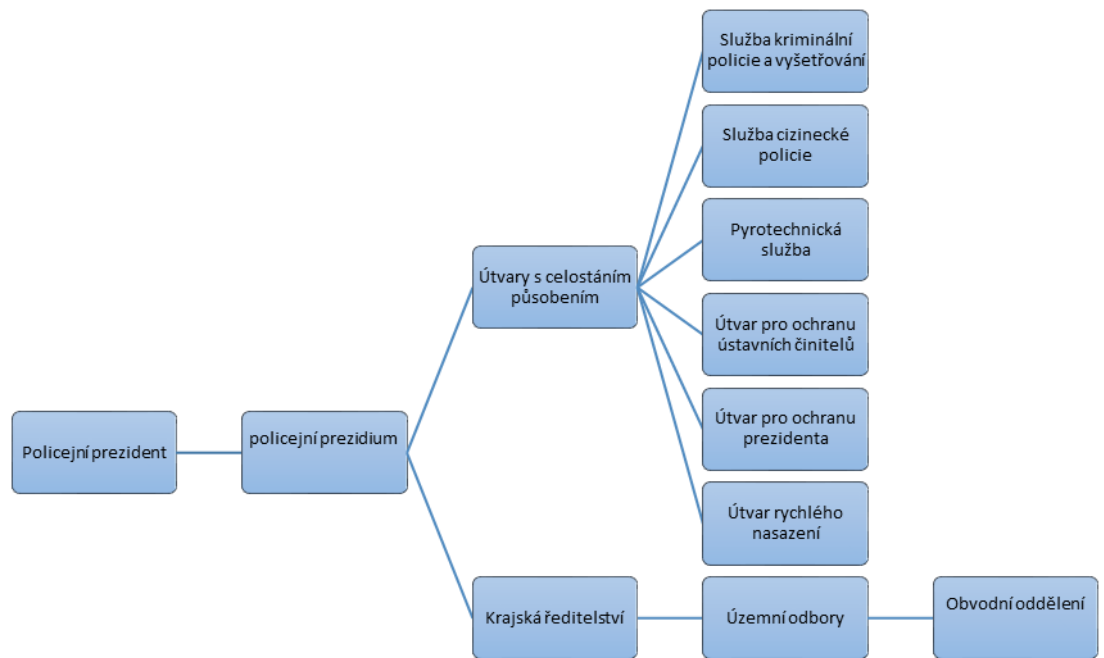 Služba kriminální
policie a vyšetřování
Služba cizinecké
policie
Pyrotechnická
služba
Útvary s celostáním
působením
Útvar pro ochranu
ústavních činitelů
Policejní prezident
policejní prezidium
Útvar pro ochranu
prezidenta
Útvar rychlého
nasazení
Krajská ředitelství
Územní odbory
Obvodní oddělení